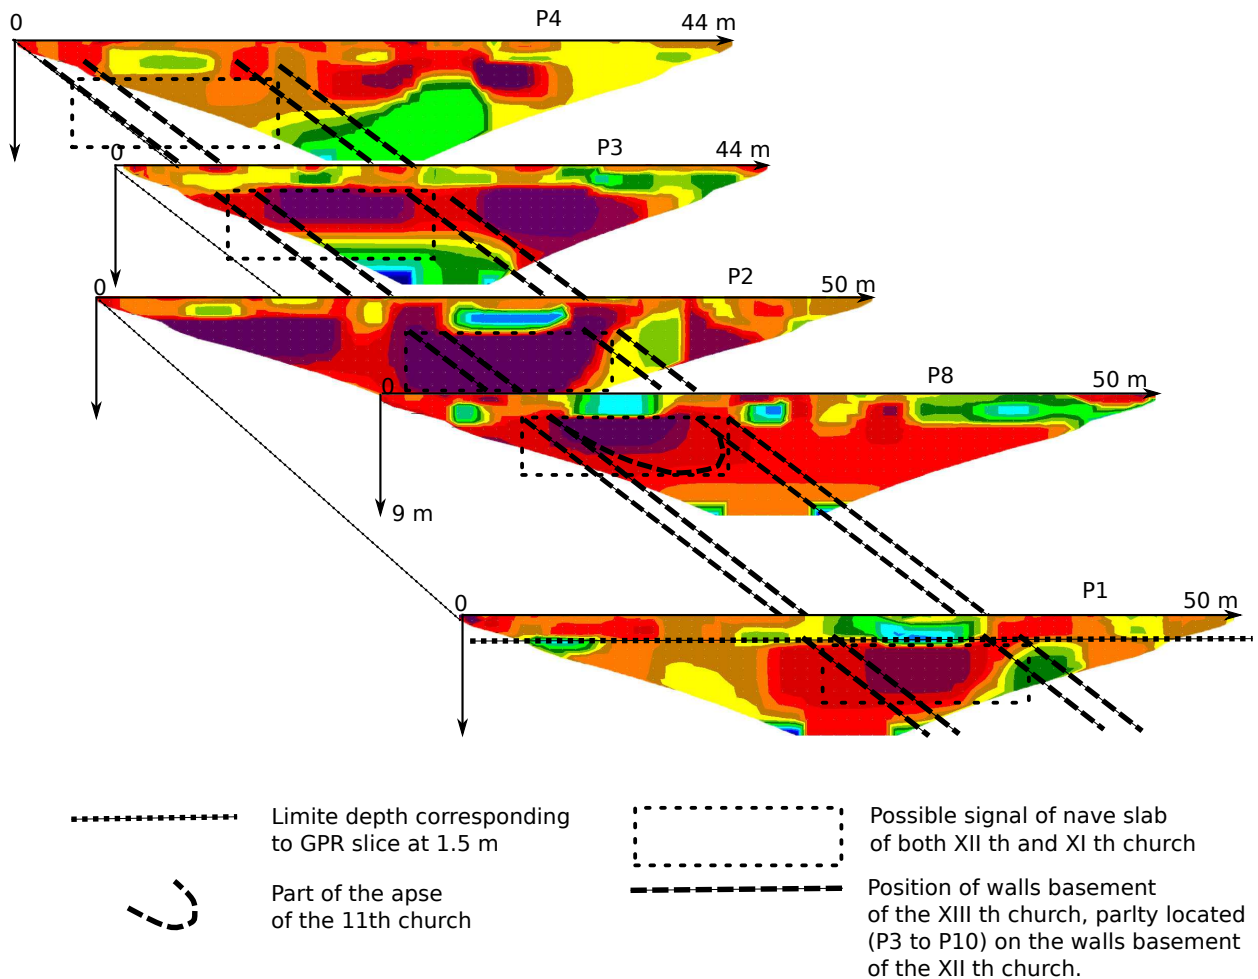 0 P4 44 m
0 P3 44 m
0 P2 50 m
0 P8 50 m
9 m
0 P1 50 m
Limite depth corresponding
to GPR slice at 1.5 m
Part of the apse
of the 11th church
Possible signal of nave slab
of both XII th and XI th church
Position of walls basement
of the XIII th church, parlty located
(P3 to P10) on the walls basement
of the XII th church.